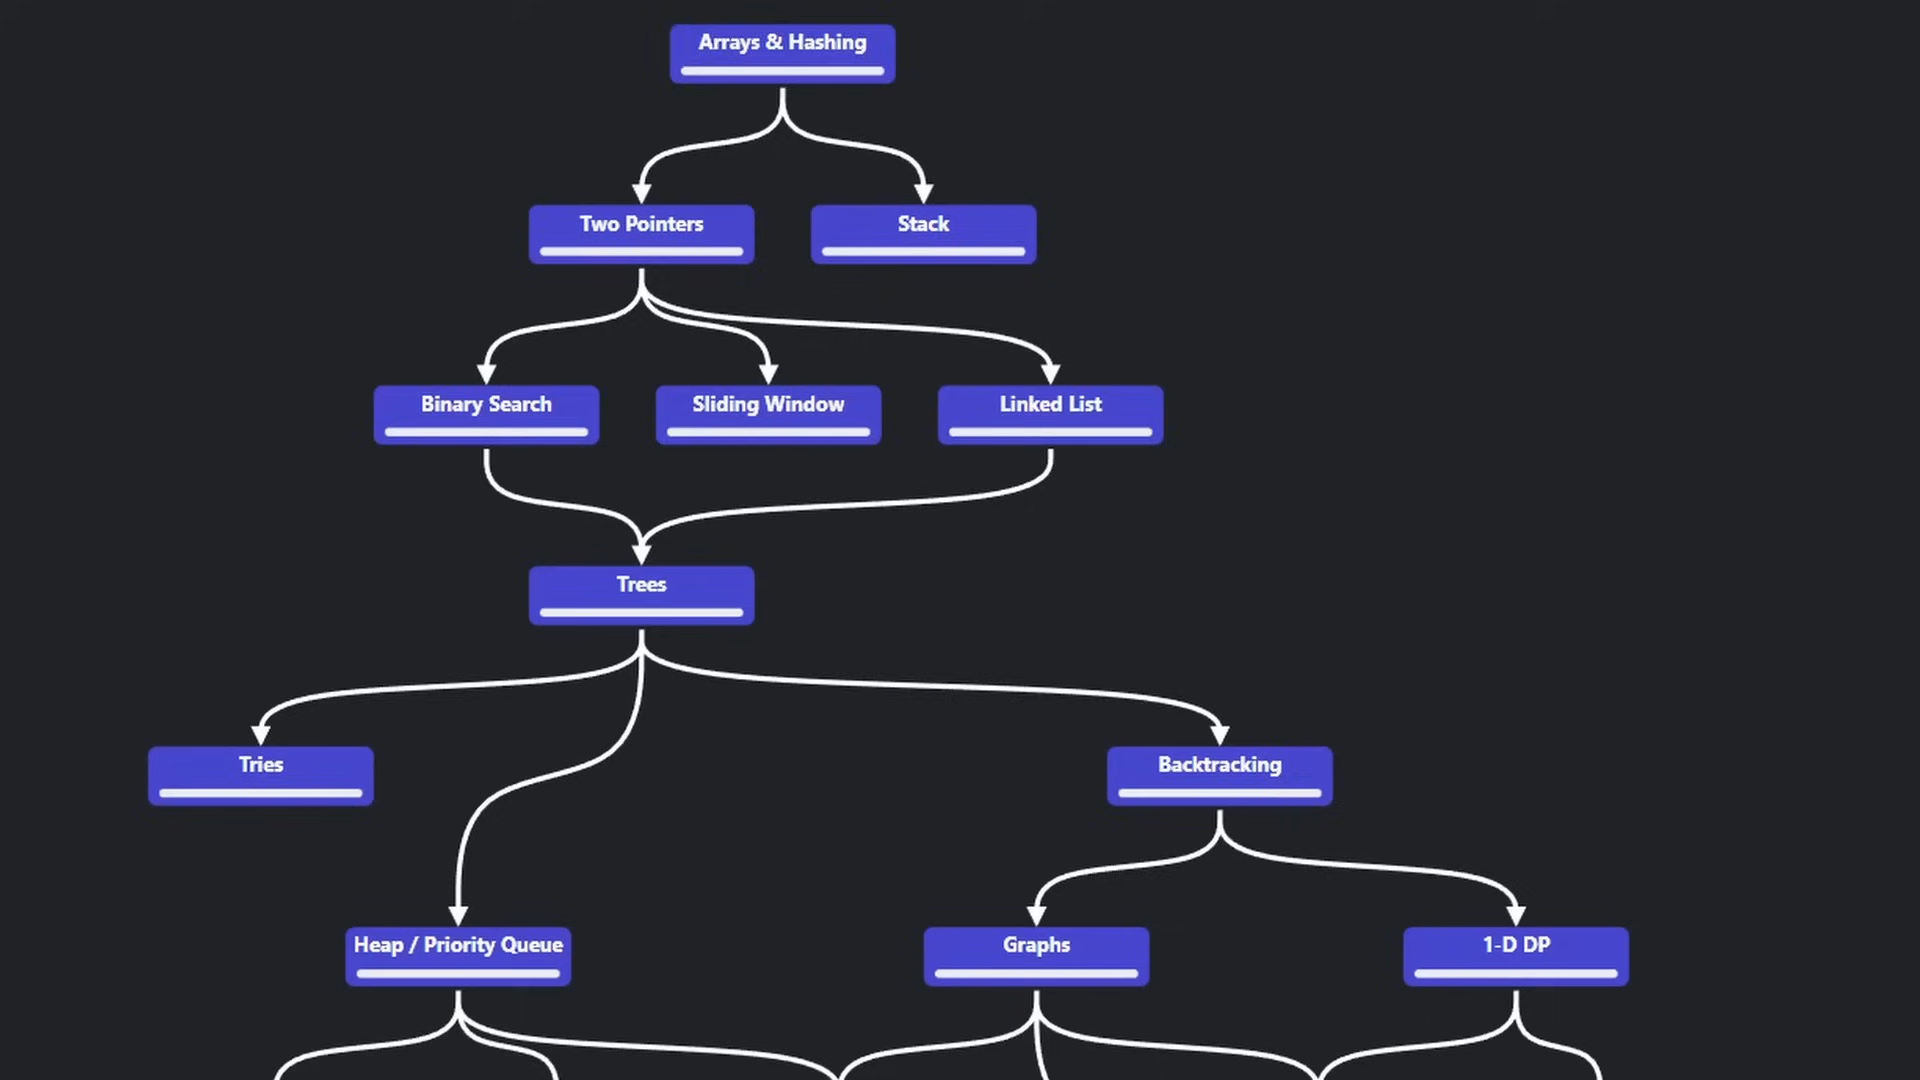 Arrays & Hashing
Two Pointers
Stack
Binary Search
Sliding Window
Linked List
Trees
Tries
Backtracking
Heap / Priority Queue
Graphs
1-D DP